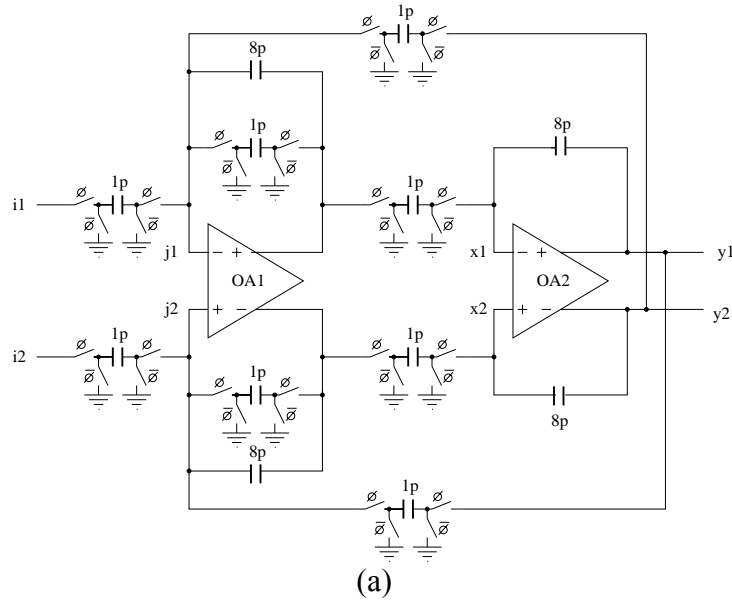 1p
ø ø
ø̅ ø̅
8p
1p
ø ø
ø̅ ø̅
8p
1p
ø ø
ø̅ ø̅
1p
ø ø
ø̅ ø̅
i1
j1 − + OA1
j2 + −
x1 − + OA2
x2 + −
y1
y2
1p
ø ø
ø̅ ø̅
i2
1p
ø ø
ø̅ ø̅
1p
ø ø
ø̅ ø̅
8p
8p
1p
ø ø
ø̅ ø̅
(a)